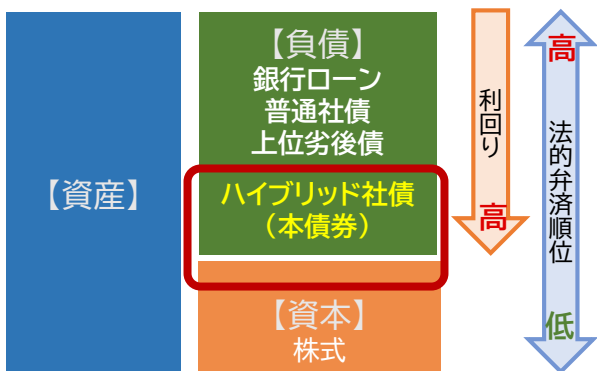 【資産】
【負債】
銀行ローン
普通社債
上位劣後債
ハイブリッド社債
（本債券）
【資本】
株式
利回り
高
高
法的弁済順位
低